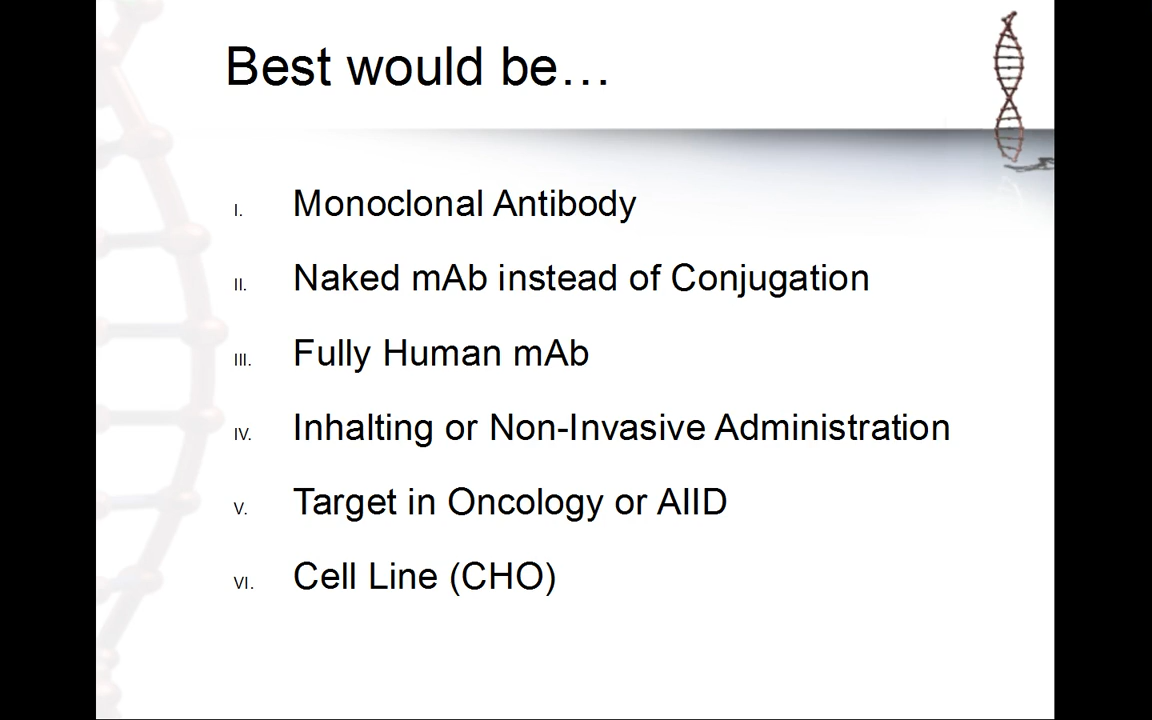 Best would be…
I. Monoclonal Antibody
II. Naked mAb instead of Conjugation
III. Fully Human mAb
IV. Inhalting or Non-Invasive Administration
V. Target in Oncology or AIID
VI. Cell Line (CHO)